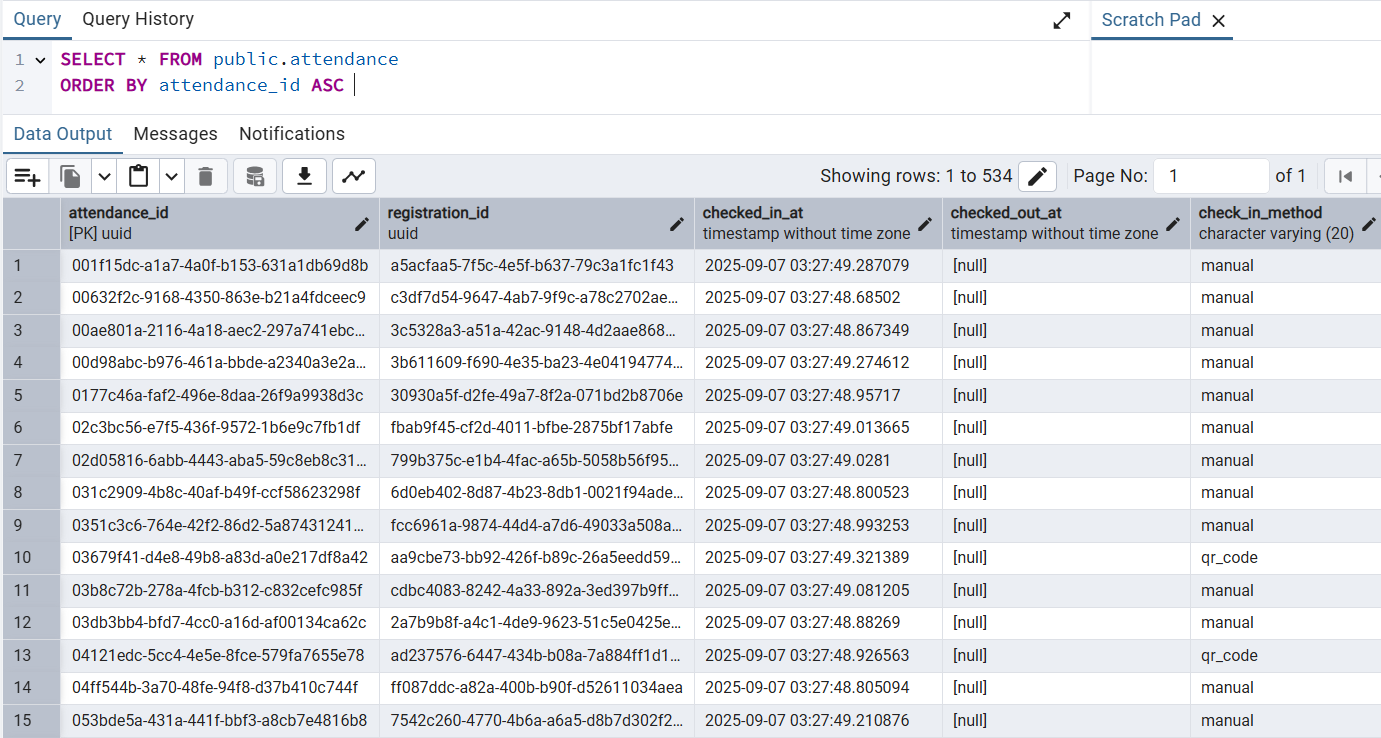 Query Query History Scratch Pad
1 SELECT * FROM public.attendance
2 ORDER BY attendance_id ASC
Data Output Messages Notifications
Showing rows: 1 to 534 Page No: 1 of 1
attendance_id registration_id checked_in_at checked_out_at check_in_method
[PK] uuid uuid timestamp without time zone timestamp without time zone character varying (20)
1 001f15dc-a1a7-4a0f-b153-631a1db69d8b a5acfaa5-7f5c-4e5f-b637-79c3a1fc1f43 2025-09-07 03:27:49.287079 [null] manual
2 00632f2c-9168-4350-863e-b21a4fdceec9 c3df7d54-9647-4ab7-9f9c-a78c2702ae... 2025-09-07 03:27:48.68502 [null] manual
3 00ae801a-2116-4a18-aec2-297a741ebc... 3c5328a3-a51a-42ac-9148-4d2aae868... 2025-09-07 03:27:48.867349 [null] manual
4 00d98abc-b976-461a-bbde-a2340a3e2a... 3b611609-f690-4e35-ba23-4e04194774... 2025-09-07 03:27:49.274612 [null] manual
5 0177c46a-faf2-496e-8daa-26f9a9938d3c 30930a5f-d2fe-49a7-8f2a-071bd2b8706e 2025-09-07 03:27:48.95717 [null] manual
6 02c3bc56-e7f5-436f-9572-1b6e9c7fb1df fbab9f45-cf2d-4011-bfbe-2875bf17abfe 2025-09-07 03:27:49.013665 [null] manual
7 02d05816-6abb-4443-aba5-59c8eb8c31... 799b375c-e1b4-4fac-a65b-5058b56f95... 2025-09-07 03:27:49.0281 [null] manual
8 031c2909-4b8c-40af-b49f-ccf58623298f 6d0eb402-8d87-4b23-8db1-0021f94ade... 2025-09-07 03:27:48.800523 [null] manual
9 0351c3c6-764e-42f2-86d2-5a87431241... fcc6961a-9874-44d4-a7d6-49033a508a... 2025-09-07 03:27:48.993253 [null] manual
10 03679f41-d4e8-49b8-a83d-a0e217df8a42 aa9cbe73-bb92-426f-b89c-26a5eedd59... 2025-09-07 03:27:49.321389 [null] qr_code
11 03b8c72b-278a-4fcb-b312-c832cefc985f cdbc4083-8242-4a33-892a-3ed397b9ff... 2025-09-07 03:27:49.081205 [null] manual
12 03db3bb4-bfd7-4cc0-a16d-af00134ca62c 2a7b9b8f-a4c1-4de9-9623-51c5e0425e... 2025-09-07 03:27:48.88269 [null] manual
13 04121edc-5cc4-4e5e-8fce-579fa7655e78 ad237576-6447-434b-b08a-7a884ff1d1... 2025-09-07 03:27:48.926563 [null] qr_code
14 04ff544b-3a70-48fe-94f8-d37b410c744f ff087ddc-a82a-400b-b90f-d52611034aea 2025-09-07 03:27:48.805094 [null] manual
15 053bde5a-431a-441f-bbf3-a8cb7e4816b8 7542c260-4770-4b6a-a6a5-d8b7d302f2... 2025-09-07 03:27:49.210876 [null] manual